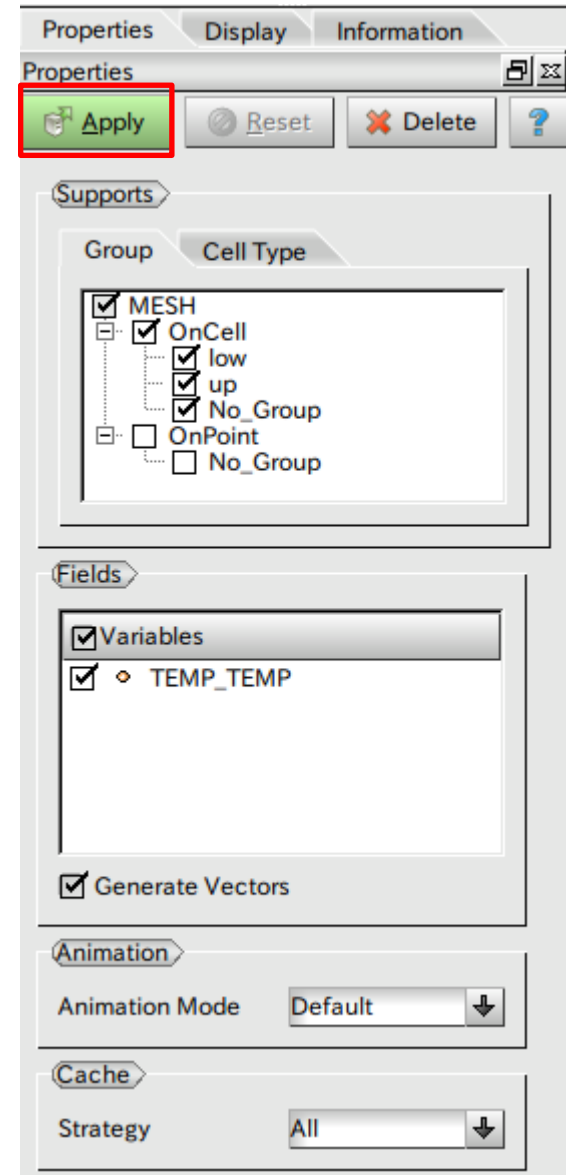 Properties Display Information
Properties
Apply Reset Delete ?
Supports
Group Cell Type
MESH
OnCell
low
up
No_Group
OnPoint
No_Group
Fields
Variables
TEMP_TEMP
Generate Vectors
Animation
Animation Mode Default
Cache
Strategy All